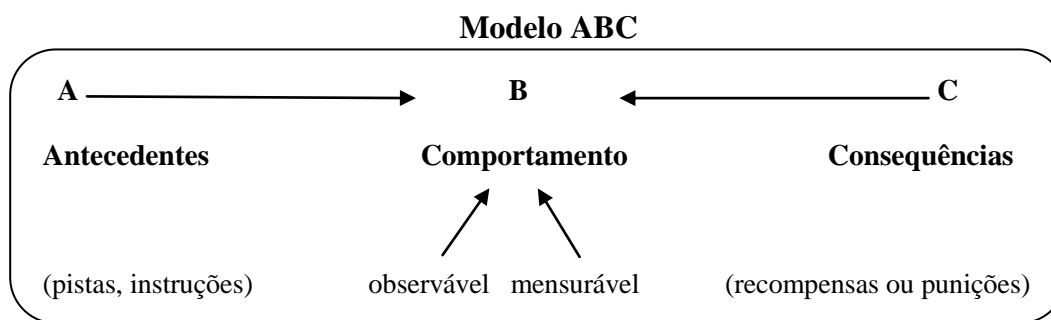 Modelo ABC
A B C
Antecedentes Comportamento Consequências
(pistas, instruções) observável mensurável (recompensas ou punições)